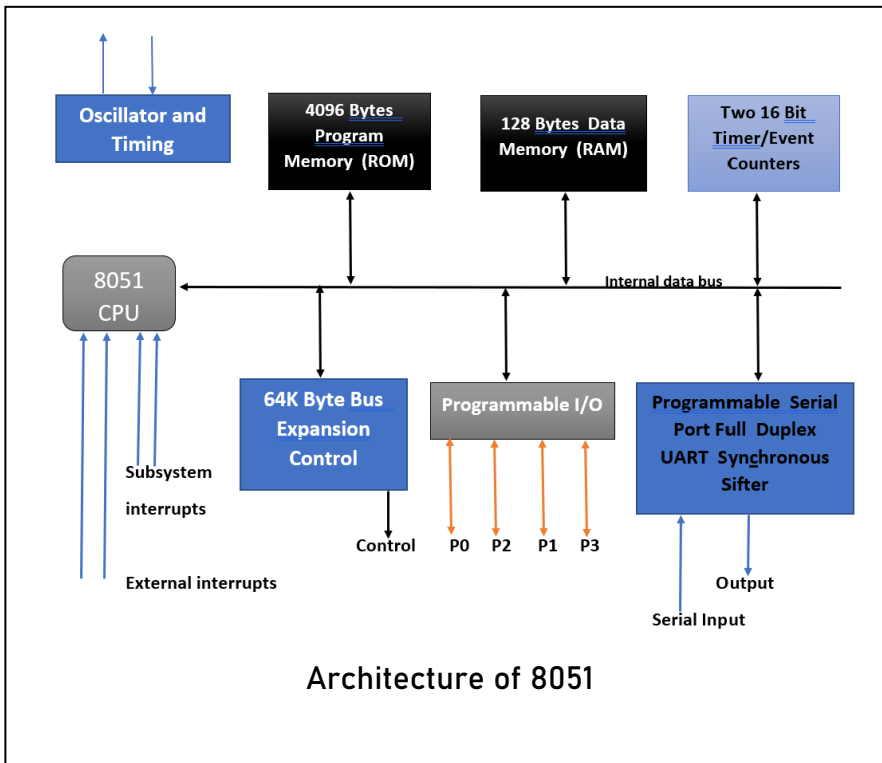 Oscillator and
Timing
4096 Bytes
Program
Memory (ROM)
128 Bytes Data
Memory (RAM)
Two 16 Bit
Timer/Event
Counters
8051
CPU
Internal data bus
64K Byte Bus
Expansion
Control
Programmable I/O
Programmable Serial
Port Full Duplex
UART Synchronous
Sifter
Subsystem
interrupts
External interrupts
Control
P0
P2
P1
P3
Output
Serial Input
Architecture of 8051